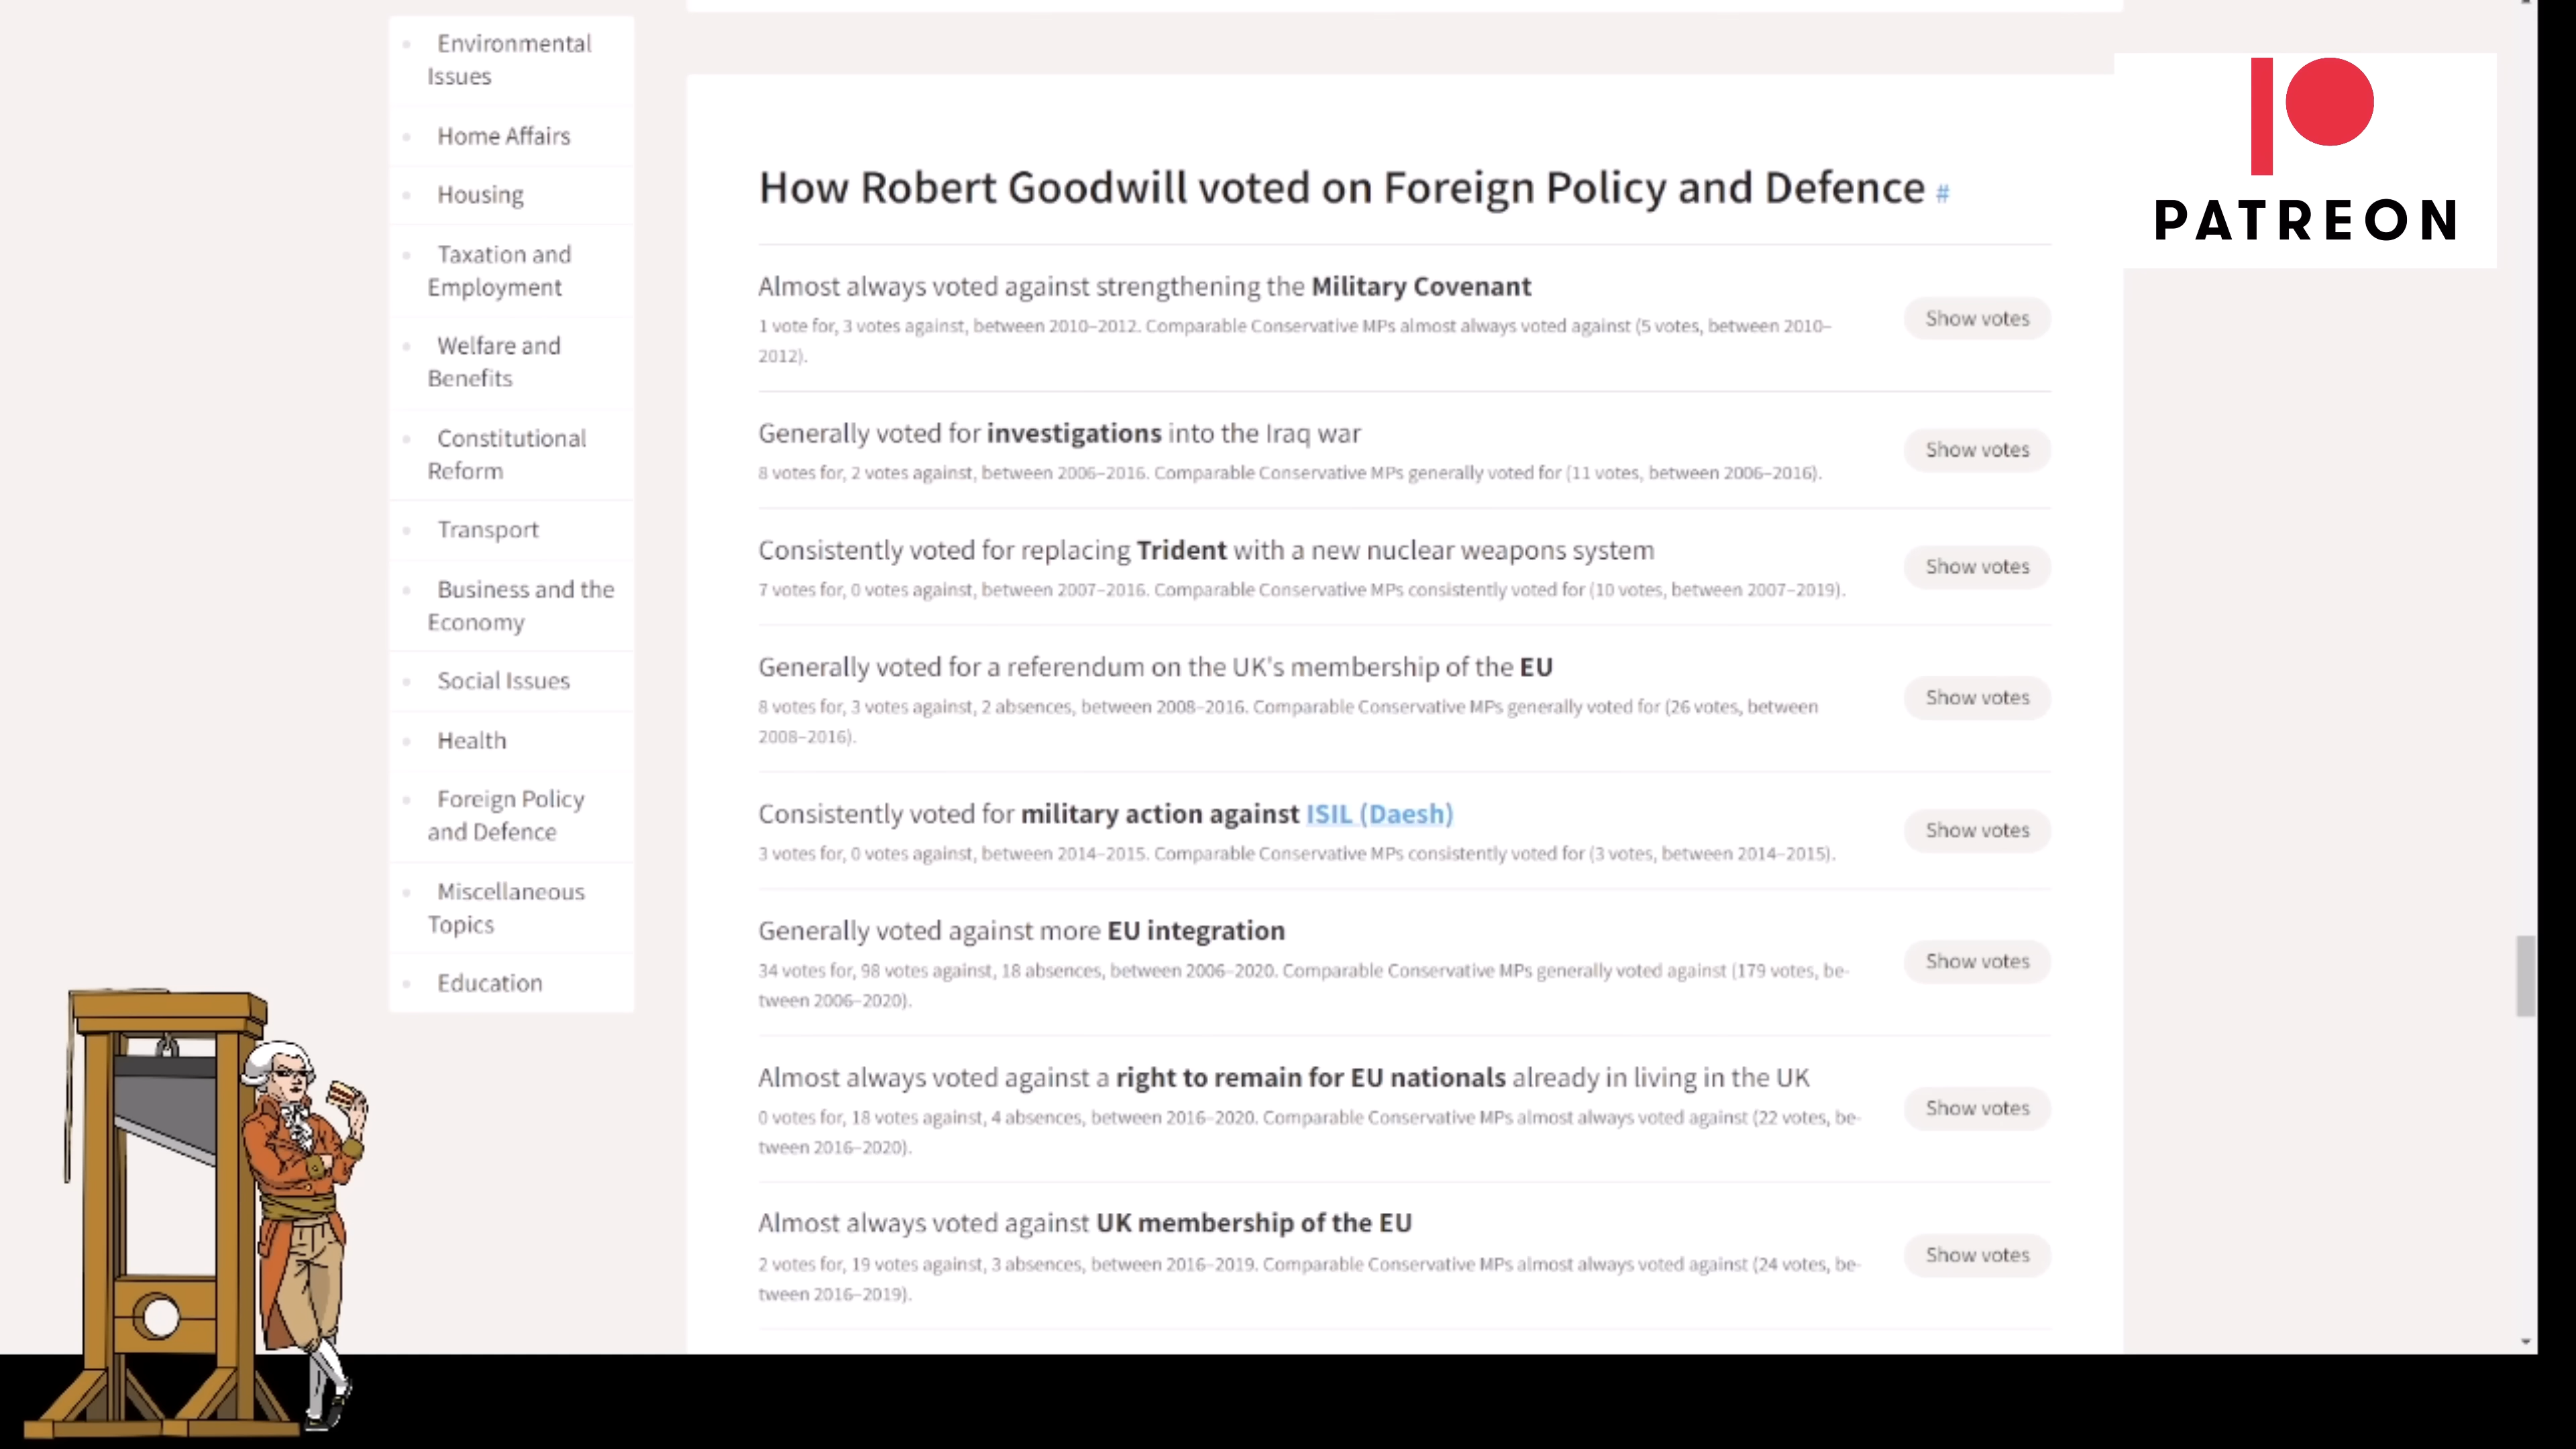 Environmental
Issues
Home Affairs
Housing
Taxation and
Employment
Welfare and
Benefits
Constitutional
Reform
Transport
Business and the
Economy
Social Issues
Health
Foreign Policy
and Defence
Miscellaneous
Topics
Education
How Robert Goodwill voted on Foreign Policy and Defence #
Almost always voted against strengthening the Military Covenant
1 vote for, 3 votes against, between 2010–2012. Comparable Conservative MPs almost always voted against (5 votes, between 2010–
2012).
Show votes
Generally voted for investigations into the Iraq war
8 votes for, 2 votes against, between 2006–2016. Comparable Conservative MPs generally voted for (11 votes, between 2006–2016).
Show votes
Consistently voted for replacing Trident with a new nuclear weapons system
7 votes for, 0 votes against, between 2007–2016. Comparable Conservative MPs consistently voted for (10 votes, between 2007–2019).
Show votes
Generally voted for a referendum on the UK's membership of the EU
8 votes for, 3 votes against, 2 absences, between 2008–2016. Comparable Conservative MPs generally voted for (26 votes, between
2008–2016).
Show votes
Consistently voted for military action against ISIL (Daesh)
3 votes for, 0 votes against, between 2014–2015. Comparable Conservative MPs consistently voted for (3 votes, between 2014–2015).
Show votes
Generally voted against more EU integration
34 votes for, 98 votes against, 18 absences, between 2006–2020. Comparable Conservative MPs generally voted against (179 votes, be-
tween 2006–2020).
Show votes
Almost always voted against a right to remain for EU nationals already in living in the UK
0 votes for, 18 votes against, 4 absences, between 2016–2020. Comparable Conservative MPs almost always voted against (22 votes, be-
tween 2016–2020).
Show votes
Almost always voted against UK membership of the EU
2 votes for, 19 votes against, 3 absences, between 2016–2019. Comparable Conservative MPs almost always voted against (24 votes, be-
tween 2016–2019).
Show votes
PATREON